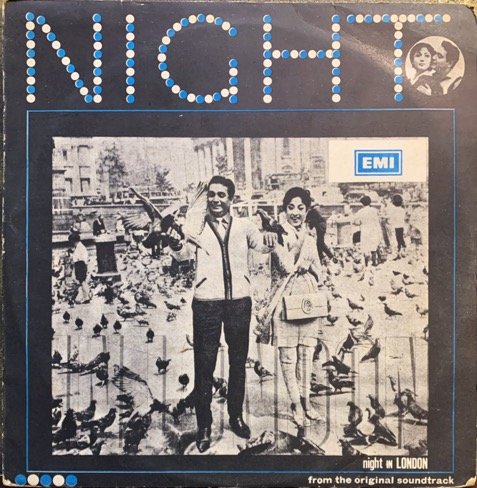 NIGHT
EMI
night IN LONDON
from the original soundtrack